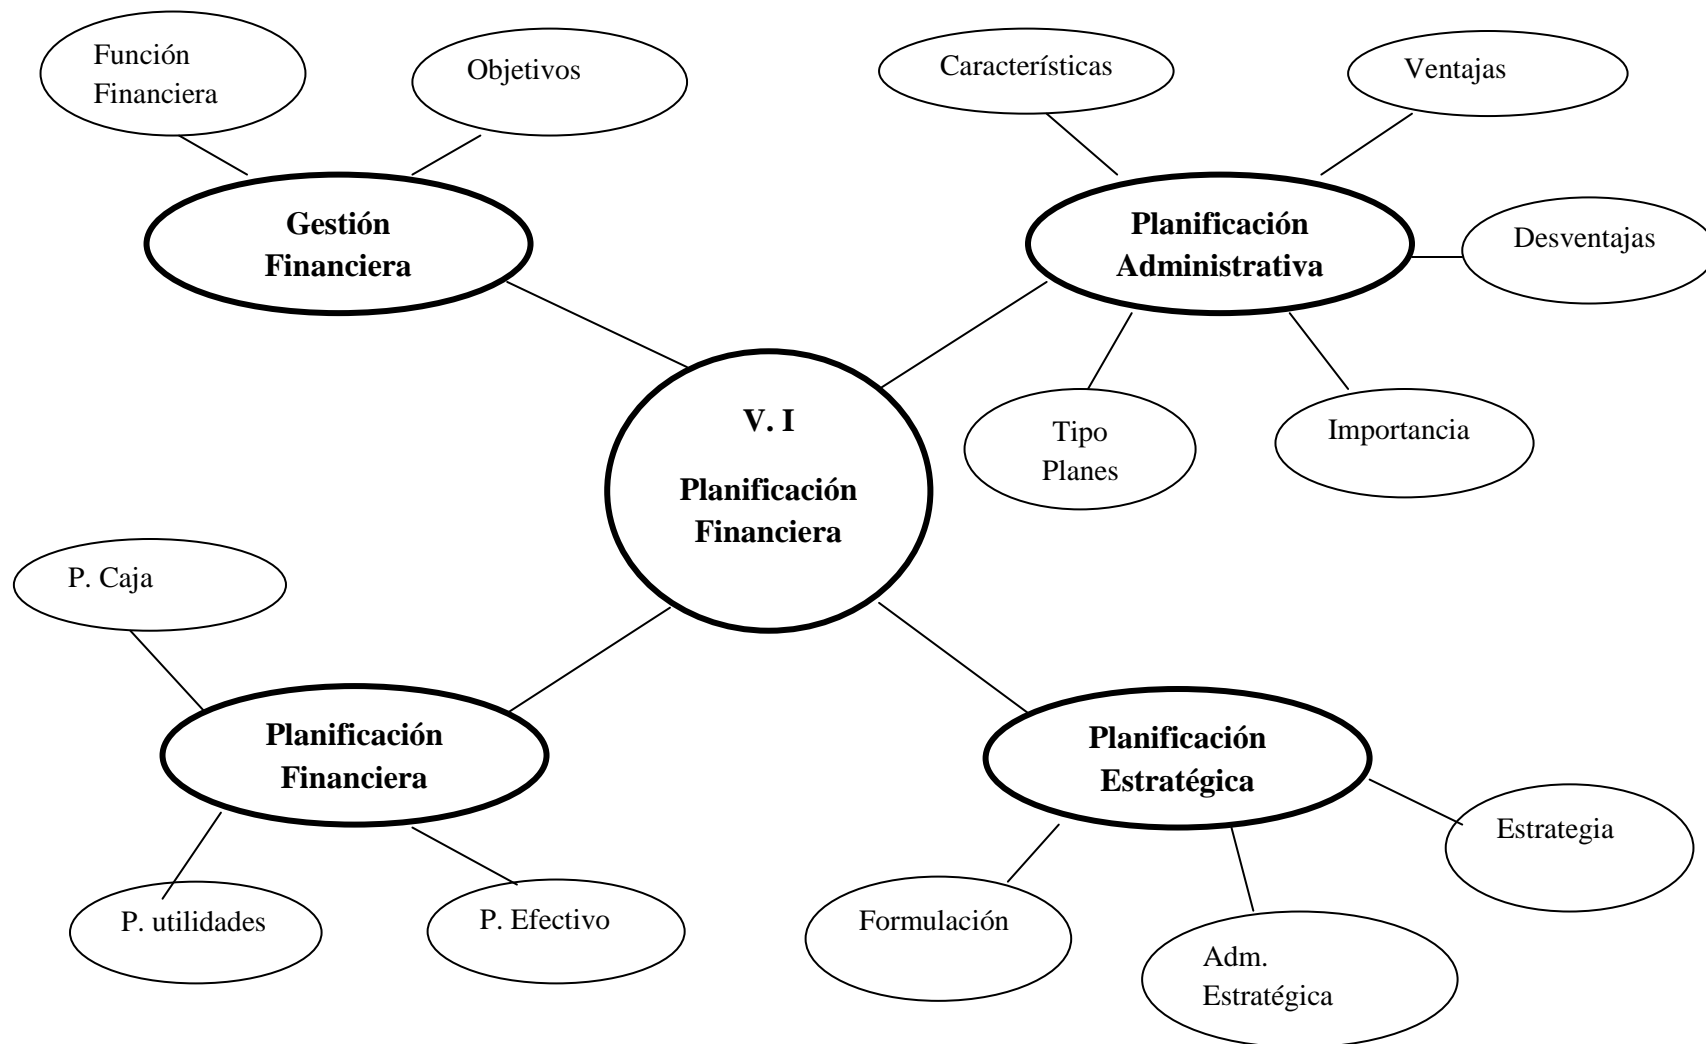 Función
Financiera
Objetivos
Características
Ventajas
Gestión
Financiera
Planificación
Administrativa
Desventajas
V. I
Planificación
Financiera
Tipo
Planes
Importancia
P. Caja
Planificación
Financiera
Planificación
Estratégica
Estrategia
P. utilidades
P. Efectivo
Formulación
Adm.
Estratégica